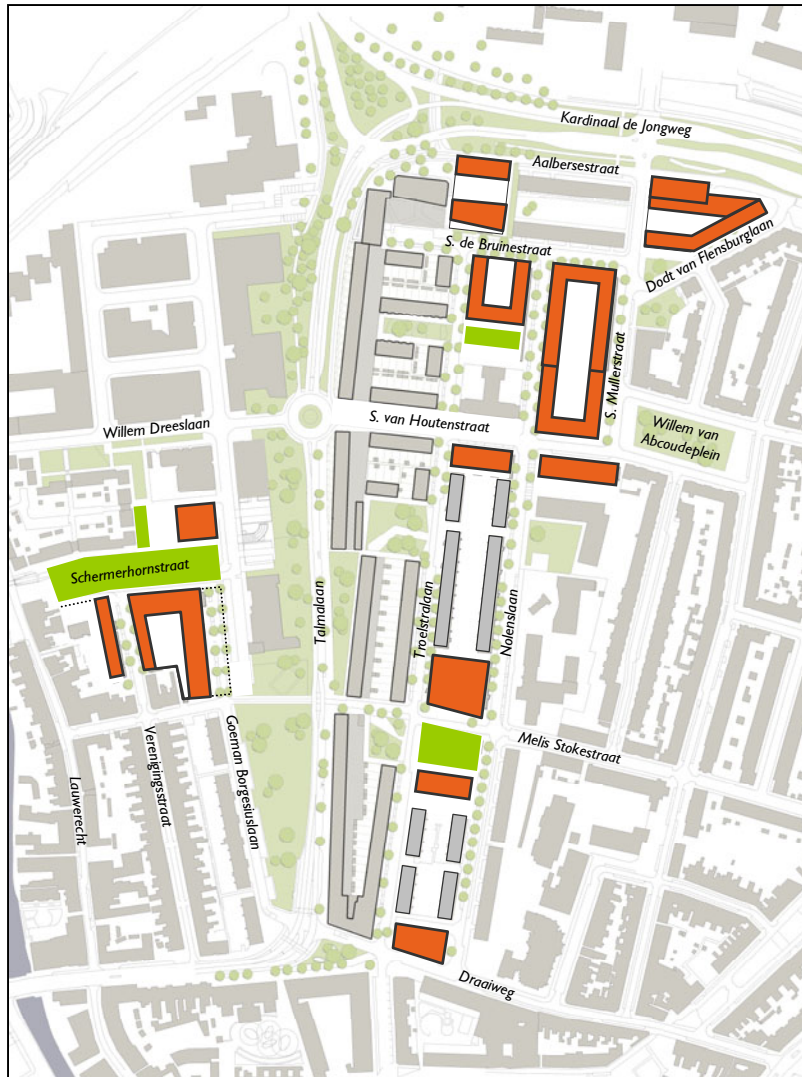 Kardinaal de Jongweg
Aalbersestraat
S. de Bruinestraat
Dodt van Flensburglaan
S. Mullerstraat
S. van Houtenstraat
Willem Dreeslaan
Willem van
Abcoudeplein
Schermerhornstraat
Talmalaan
Troelstralaan
Nolenslaan
Melis Stokestraat
Goeman Borgesiuslaan
Verenigingsstraat
Lauwerecht
Draaiweg